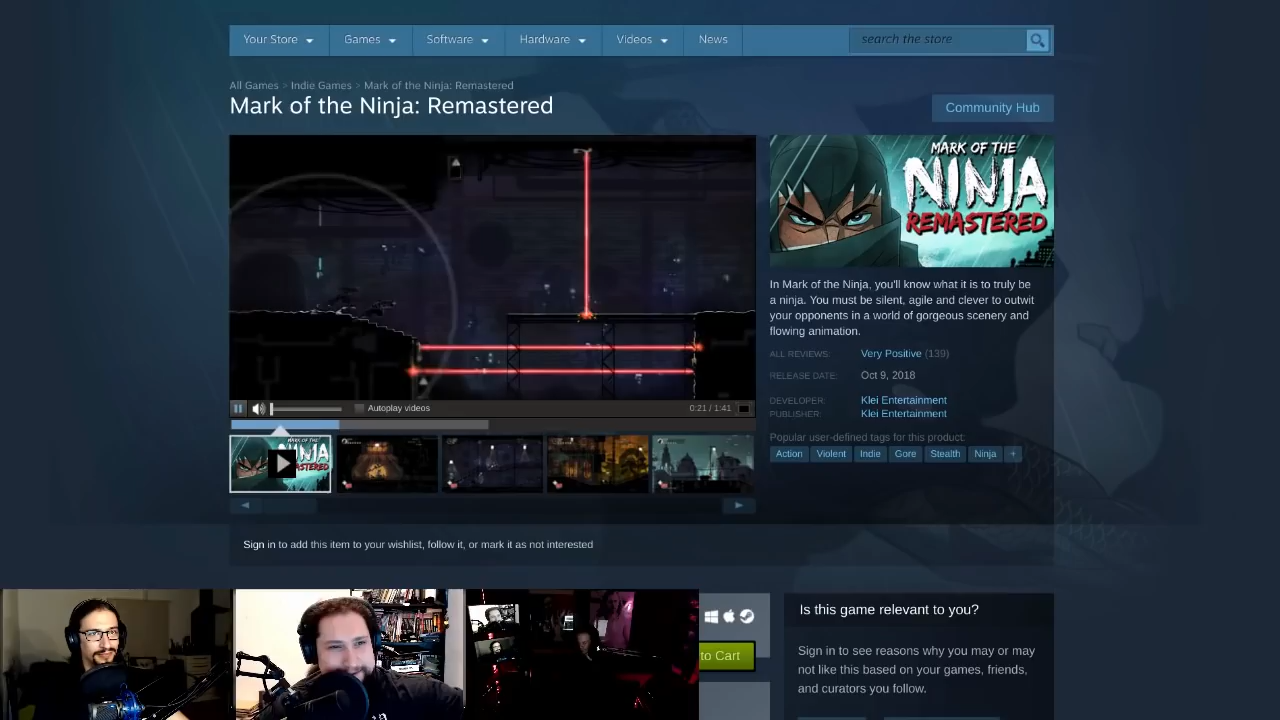 Your Store
Games
Software
Hardware
Videos
News
search the store
All Games > Indie Games > Mark of the Ninja: Remastered
Mark of the Ninja: Remastered
Community Hub
MARK OF THE
NINJA
REMASTERED
In Mark of the Ninja, you'll know what it is to truly be
a ninja. You must be silent, agile and clever to outwit
your opponents in a world of gorgeous scenery and
flowing animation.
ALL REVIEWS: Very Positive (139)
RELEASE DATE: Oct 9, 2018
DEVELOPER: Klei Entertainment
PUBLISHER: Klei Entertainment
Popular user-defined tags for this product:
Action Violent Indie Gore Stealth Ninja +
Autoplay videos
0:21 / 1:41
Sign in to add this item to your wishlist, follow it, or mark it as not interested
to Cart
Is this game relevant to you?
Sign in to see reasons why you may or may
not like this based on your games, friends,
and curators you follow.